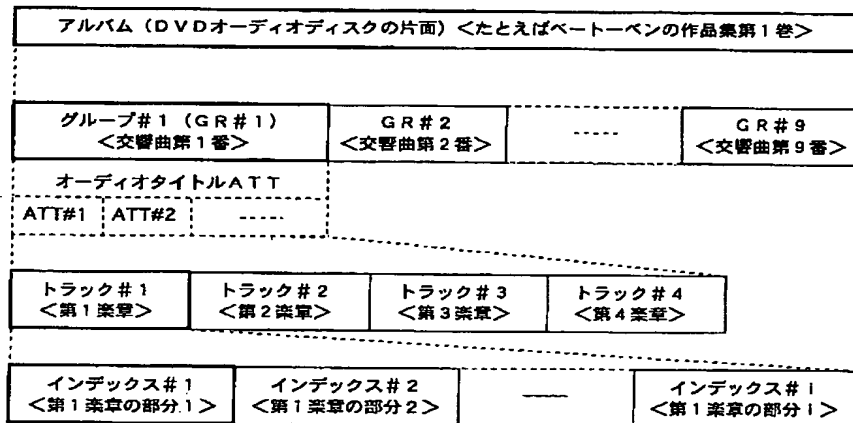 アルバム（DVDオーディオディスクの片面）＜たとえばベートーベンの作品集第1巻＞
グループ#1（GR#1） GR#2 ----- GR#9
＜交響曲第1番＞ ＜交響曲第2番＞ ＜交響曲第9番＞
オーディオタイトルATT
ATT#1 ATT#2 -----
トラック#1 トラック#2 トラック#3 トラック#4
＜第1楽章＞ ＜第2楽章＞ ＜第3楽章＞ ＜第4楽章＞
インデックス#1 インデックス#2 —— インデックス#i
＜第1楽章の部分1＞ ＜第1楽章の部分2＞ ＜第1楽章の部分i＞